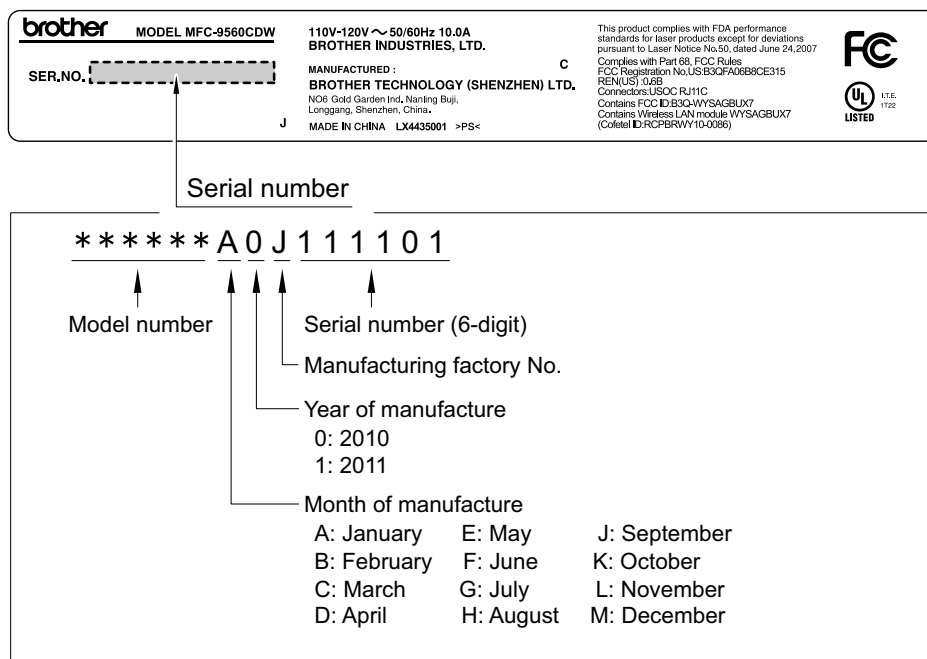 brother MODEL MFC-9560CDW
SER.NO.
J
110V-120V ～ 50/60Hz 10.0A
BROTHER INDUSTRIES, LTD.
MANUFACTURED : C
BROTHER TECHNOLOGY (SHENZHEN) LTD.
NO6 Gold Garden Ind. Nanling Buji,
Longgang, Shenzhen, China.
MADE IN CHINA LX4435001 >PS<
This product complies with FDA performance
standards for laser products except for deviations
pursuant to Laser Notice No.50, dated June 24,2007
Complies with Part 68, FCC Rules
FCC Registration No,US:B3QFA06B8CE315
REN(US) :0.6B
Connectors:USOC RJ11C
Contains FCC ID:B3Q-WYSAGBUX7
Contains Wireless LAN module WYSAGBUX7
(Cofetel ID:RCPBRWY10-0086)
FC
UL
LISTED
I.T.E.
1T22
Serial number
******A0J111101
Model number
Serial number (6-digit)
Manufacturing factory No.
Year of manufacture
0: 2010
1: 2011
Month of manufacture
A: January E: May J: September
B: February F: June K: October
C: March G: July L: November
D: April H: August M: December